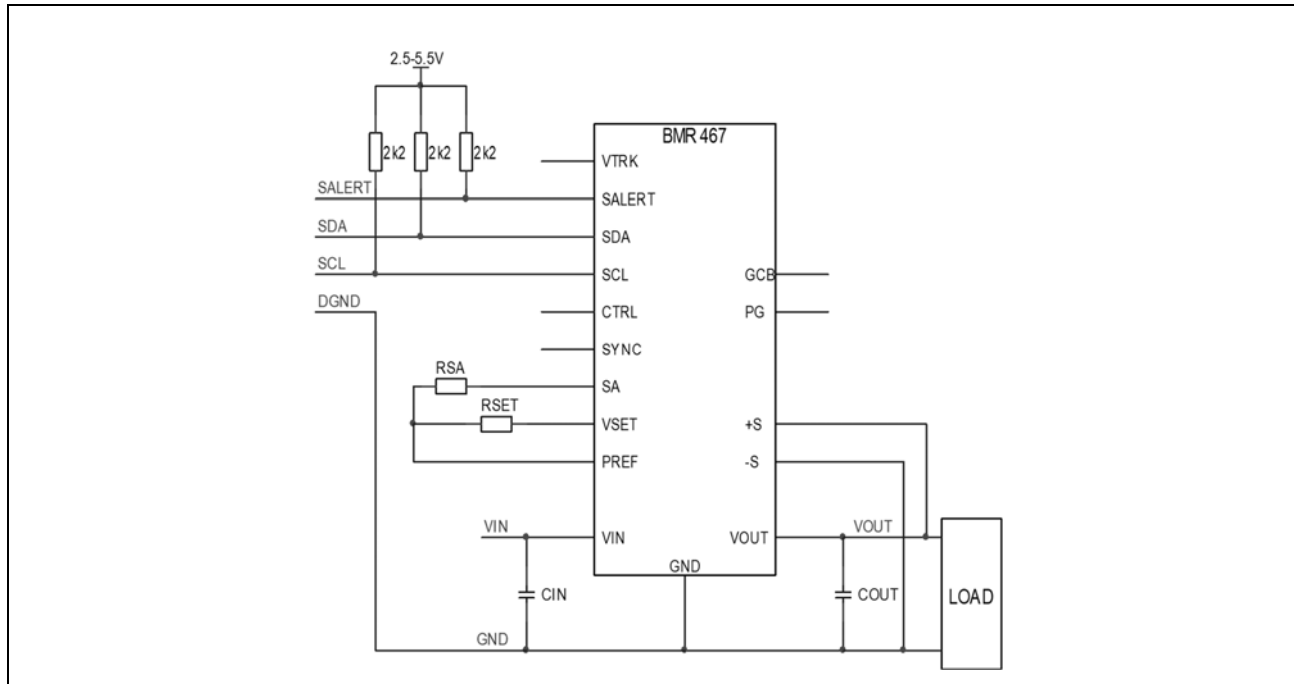 2.5-5.5V
BMR 467
2k2 2k2 2k2
VTRK
SALERT SALERT
SDA SDA
SCL SCL GCB
DGND CTRL PG
SYNC
RSA SA
RSET VSET +S
PREF -S
VIN VIN VOUT VOUT
GND
CIN COUT LOAD
GND